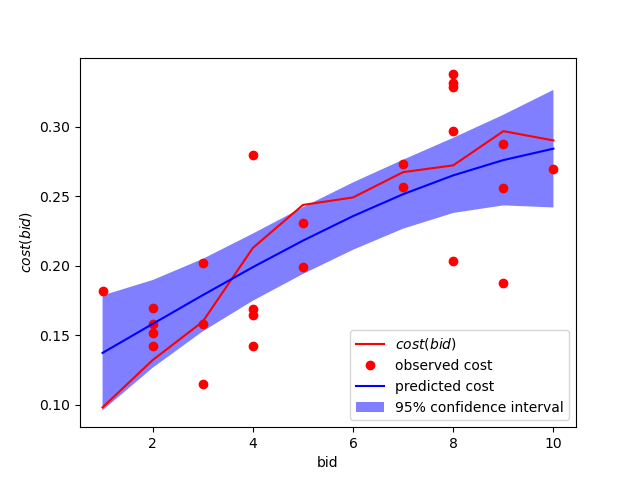 0.30
0.25
0.20
0.15
0.10
cost(bid)
2
4
6
8
10
bid
cost(bid)
observed cost
predicted cost
95% confidence interval